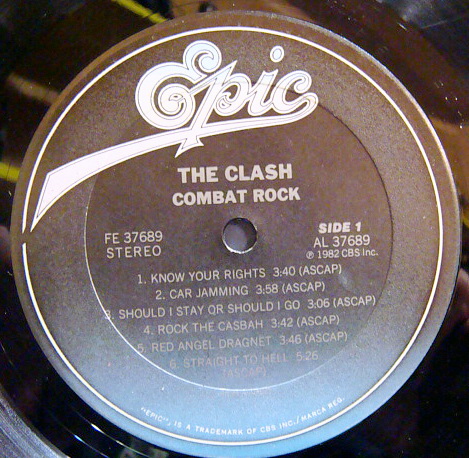 Epic
THE CLASH
COMBAT ROCK
FE 37689
STEREO
SIDE 1
AL 37689
℗ 1982 CBS Inc.
1. KNOW YOUR RIGHTS 3:40 (ASCAP)
2. CAR JAMMING 3:58 (ASCAP)
3. SHOULD I STAY OR SHOULD I GO 3:06 (ASCAP)
4. ROCK THE CASBAH 3:42 (ASCAP)
5. RED ANGEL DRAGNET 3:46 (ASCAP)
6. STRAIGHT TO HELL 5:26
(ASCAP)
"EPIC", IS A TRADEMARK OF CBS INC./ MARCA REG.